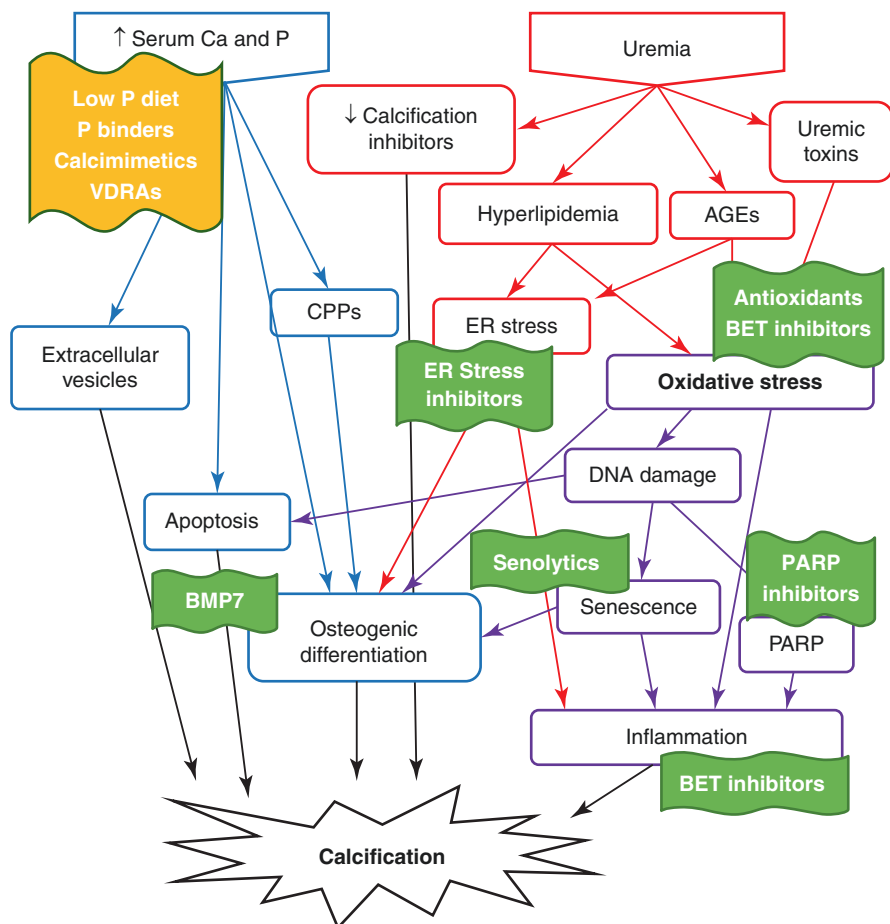 ↑ Serum Ca and P
Uremia
Low P diet
P binders
Calcimimetics
VDRAs
↓ Calcification
inhibitors
Uremic
toxins
Hyperlipidemia
AGEs
CPPs
ER stress
Antioxidants
BET inhibitors
Extracellular
vesicles
ER Stress
inhibitors
Oxidative stress
DNA damage
Apoptosis
Senolytics
PARP
inhibitors
BMP7
Senescence
Osteogenic
differentiation
PARP
Inflammation
BET inhibitors
Calcification